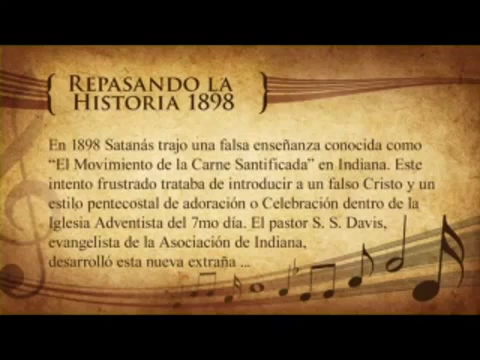 REPASANDO LA
HISTORIA 1898
En 1898 Satanás trajo una falsa enseñanza conocida como
“El Movimiento de la Carne Santificada” en Indiana. Este
intento frustrado trataba de introducir a un falso Cristo y un
estilo pentecostal de adoración o Celebración dentro de la
Iglesia Adventista del 7mo día. El pastor S. S. Davis,
evangelista de la Asociación de Indiana,
desarrolló esta nueva extraña ...